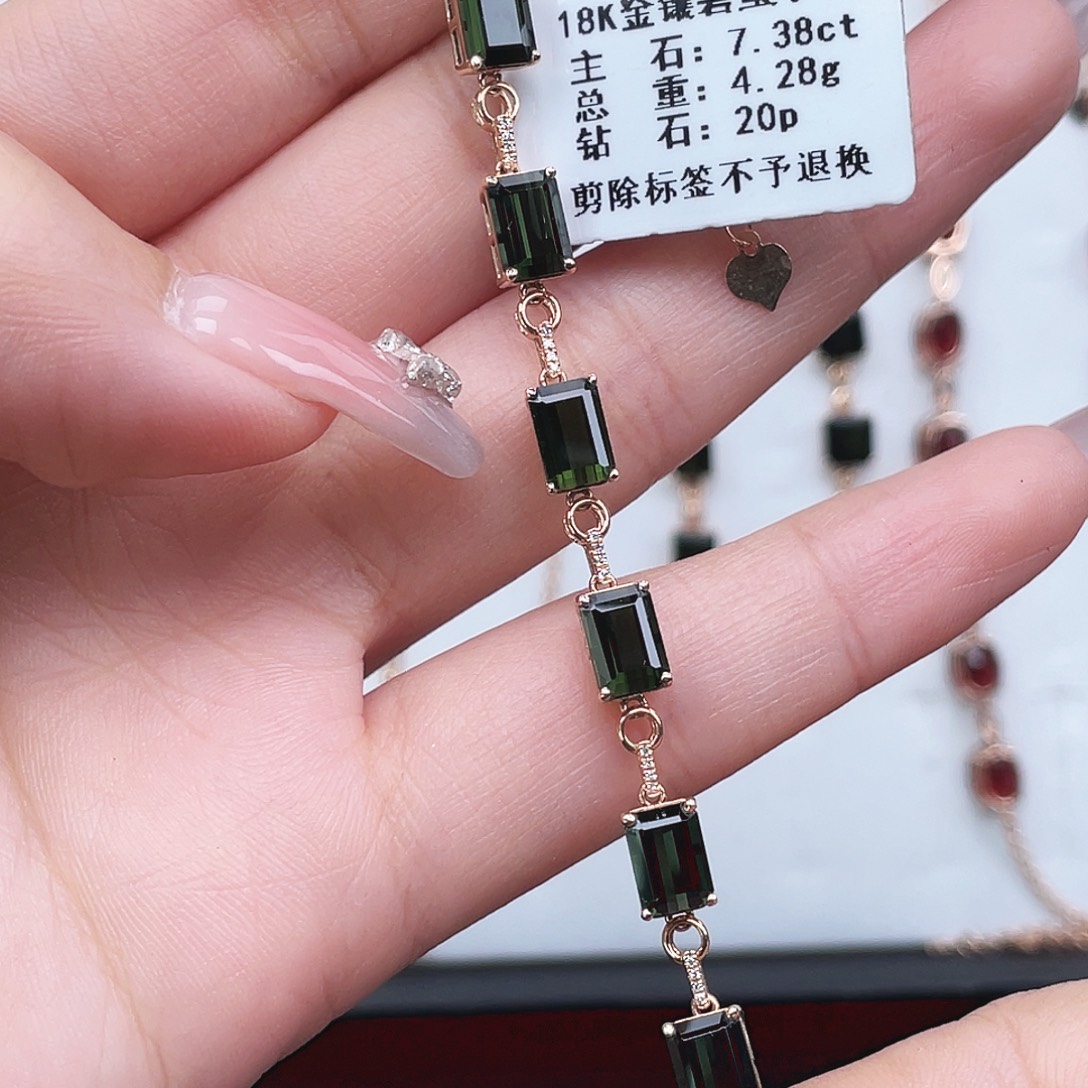 18K金镶碧玺
主 石: 7.38ct
总 重: 4.28g
钻 石: 20p
剪除标签不予退换